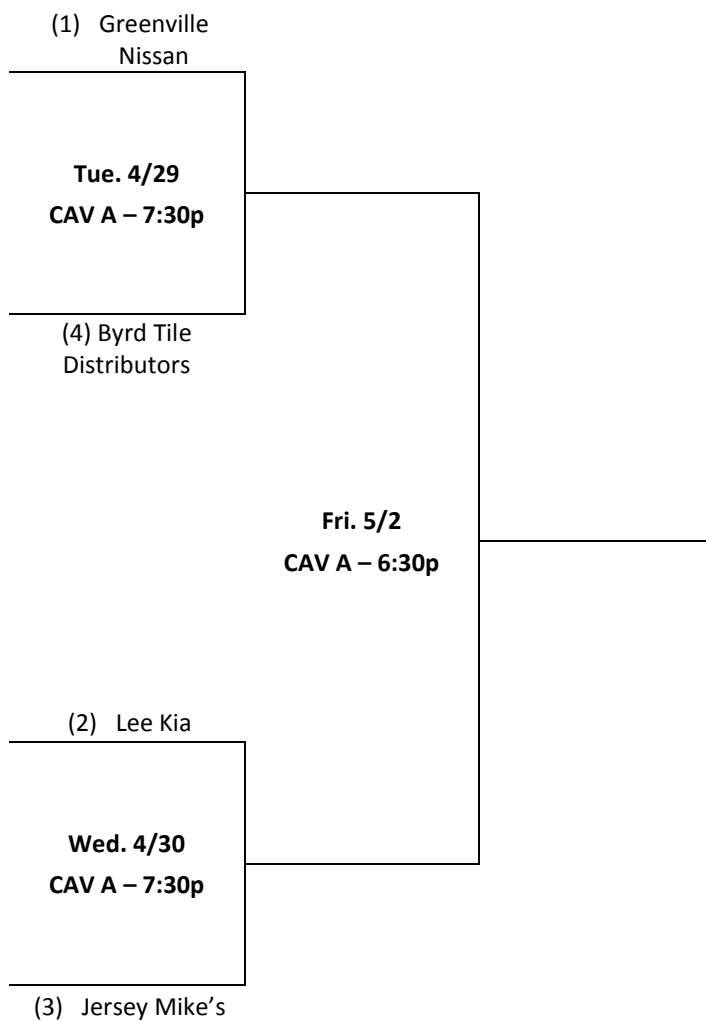 (1) Greenville
Nissan
Tue. 4/29
CAV A – 7:30p
(4) Byrd Tile
Distributors
Fri. 5/2
CAV A – 6:30p
(2) Lee Kia
Wed. 4/30
CAV A – 7:30p
(3) Jersey Mike’s